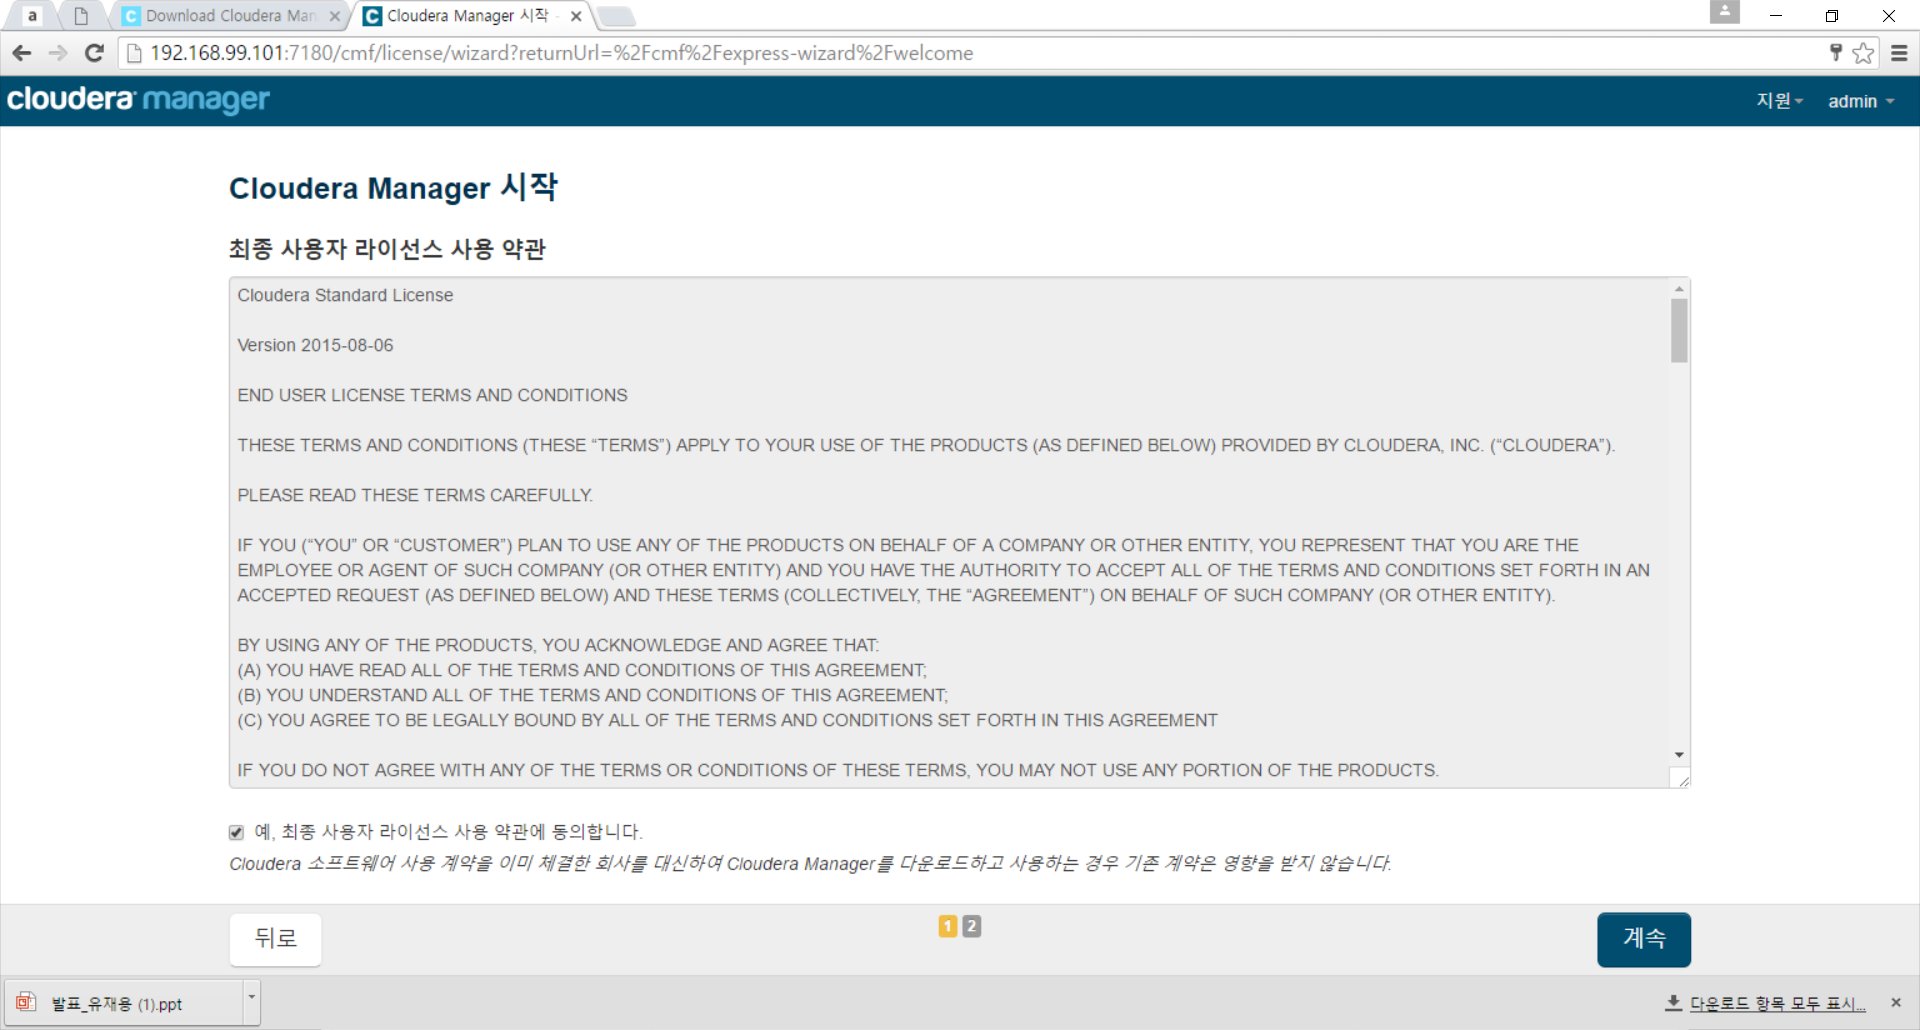 a
Download Cloudera Man
Cloudera Manager 시작
192.168.99.101:7180/cmf/license/wizard?returnUrl=%2Fcmf%2Fexpress-wizard%2Fwelcome
cloudera manager
지원
admin
Cloudera Manager 시작
최종 사용자 라이선스 사용 약관
Cloudera Standard License
Version 2015-08-06
END USER LICENSE TERMS AND CONDITIONS
THESE TERMS AND CONDITIONS (THESE “TERMS”) APPLY TO YOUR USE OF THE PRODUCTS (AS DEFINED BELOW) PROVIDED BY CLOUDERA, INC. (“CLOUDERA”).
PLEASE READ THESE TERMS CAREFULLY.
IF YOU (“YOU” OR “CUSTOMER”) PLAN TO USE ANY OF THE PRODUCTS ON BEHALF OF A COMPANY OR OTHER ENTITY, YOU REPRESENT THAT YOU ARE THE
EMPLOYEE OR AGENT OF SUCH COMPANY (OR OTHER ENTITY) AND YOU HAVE THE AUTHORITY TO ACCEPT ALL OF THE TERMS AND CONDITIONS SET FORTH IN AN
ACCEPTED REQUEST (AS DEFINED BELOW) AND THESE TERMS (COLLECTIVELY, THE “AGREEMENT”) ON BEHALF OF SUCH COMPANY (OR OTHER ENTITY).
BY USING ANY OF THE PRODUCTS, YOU ACKNOWLEDGE AND AGREE THAT:
(A) YOU HAVE READ ALL OF THE TERMS AND CONDITIONS OF THIS AGREEMENT;
(B) YOU UNDERSTAND ALL OF THE TERMS AND CONDITIONS OF THIS AGREEMENT;
(C) YOU AGREE TO BE LEGALLY BOUND BY ALL OF THE TERMS AND CONDITIONS SET FORTH IN THIS AGREEMENT
IF YOU DO NOT AGREE WITH ANY OF THE TERMS OR CONDITIONS OF THESE TERMS, YOU MAY NOT USE ANY PORTION OF THE PRODUCTS.
예, 최종 사용자 라이선스 사용 약관에 동의합니다.
Cloudera 소프트웨어 사용 계약을 이미 체결한 회사를 대신하여 Cloudera Manager를 다운로드하고 사용하는 경우 기존 계약은 영향을 받지 않습니다.
뒤로
1 2
계속
발표_유재용 (1).ppt
다운로드 항목 모두 표시...